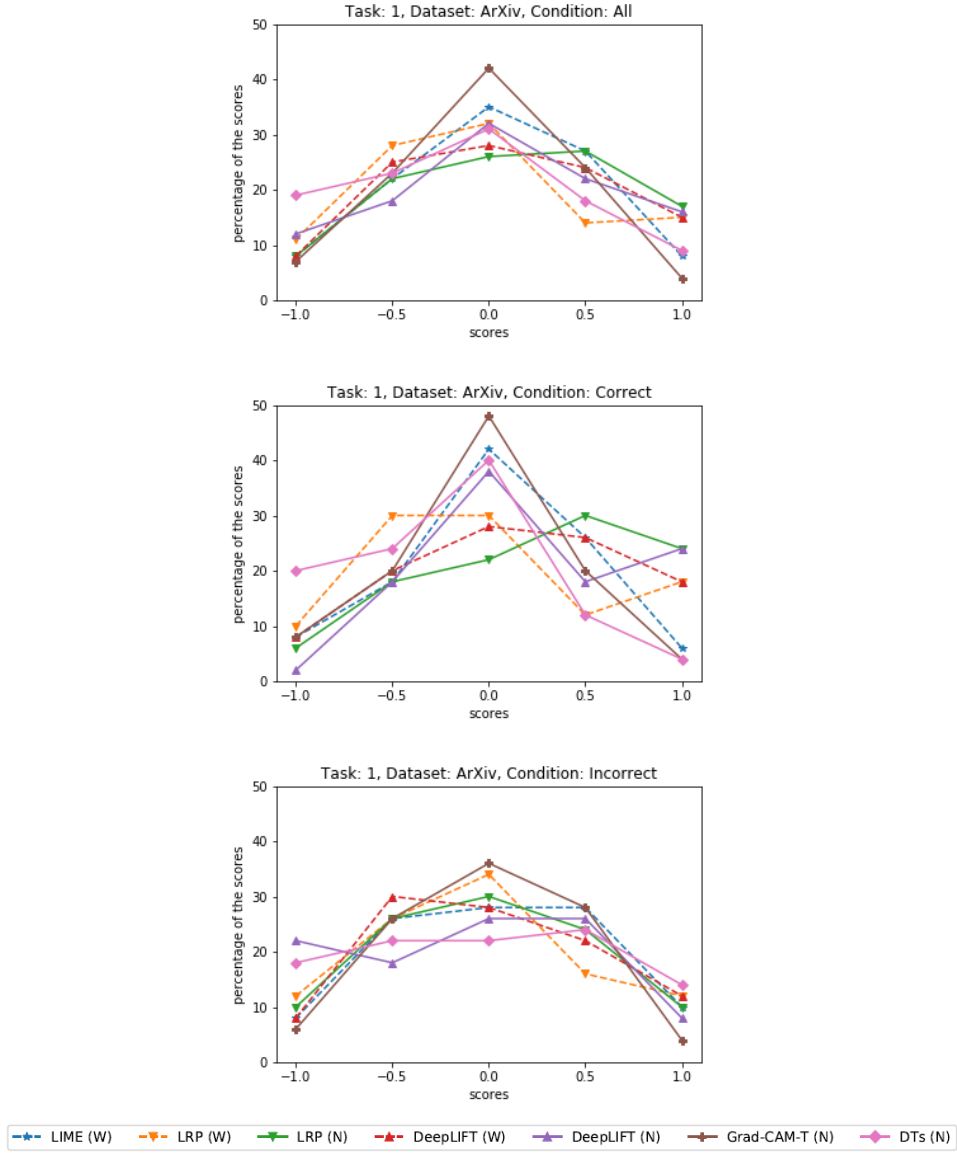 Task: 1, Dataset: ArXiv, Condition: All
50
40
30
20
10
0
percentage of the scores
−1.0 −0.5 0.0 0.5 1.0
scores
Task: 1, Dataset: ArXiv, Condition: Correct
50
40
30
20
10
0
percentage of the scores
−1.0 −0.5 0.0 0.5 1.0
scores
Task: 1, Dataset: ArXiv, Condition: Incorrect
50
40
30
20
10
0
percentage of the scores
−1.0 −0.5 0.0 0.5 1.0
scores
LIME (W) LRP (W) LRP (N) DeepLIFT (W) DeepLIFT (N) Grad-CAM-T (N) DTs (N)